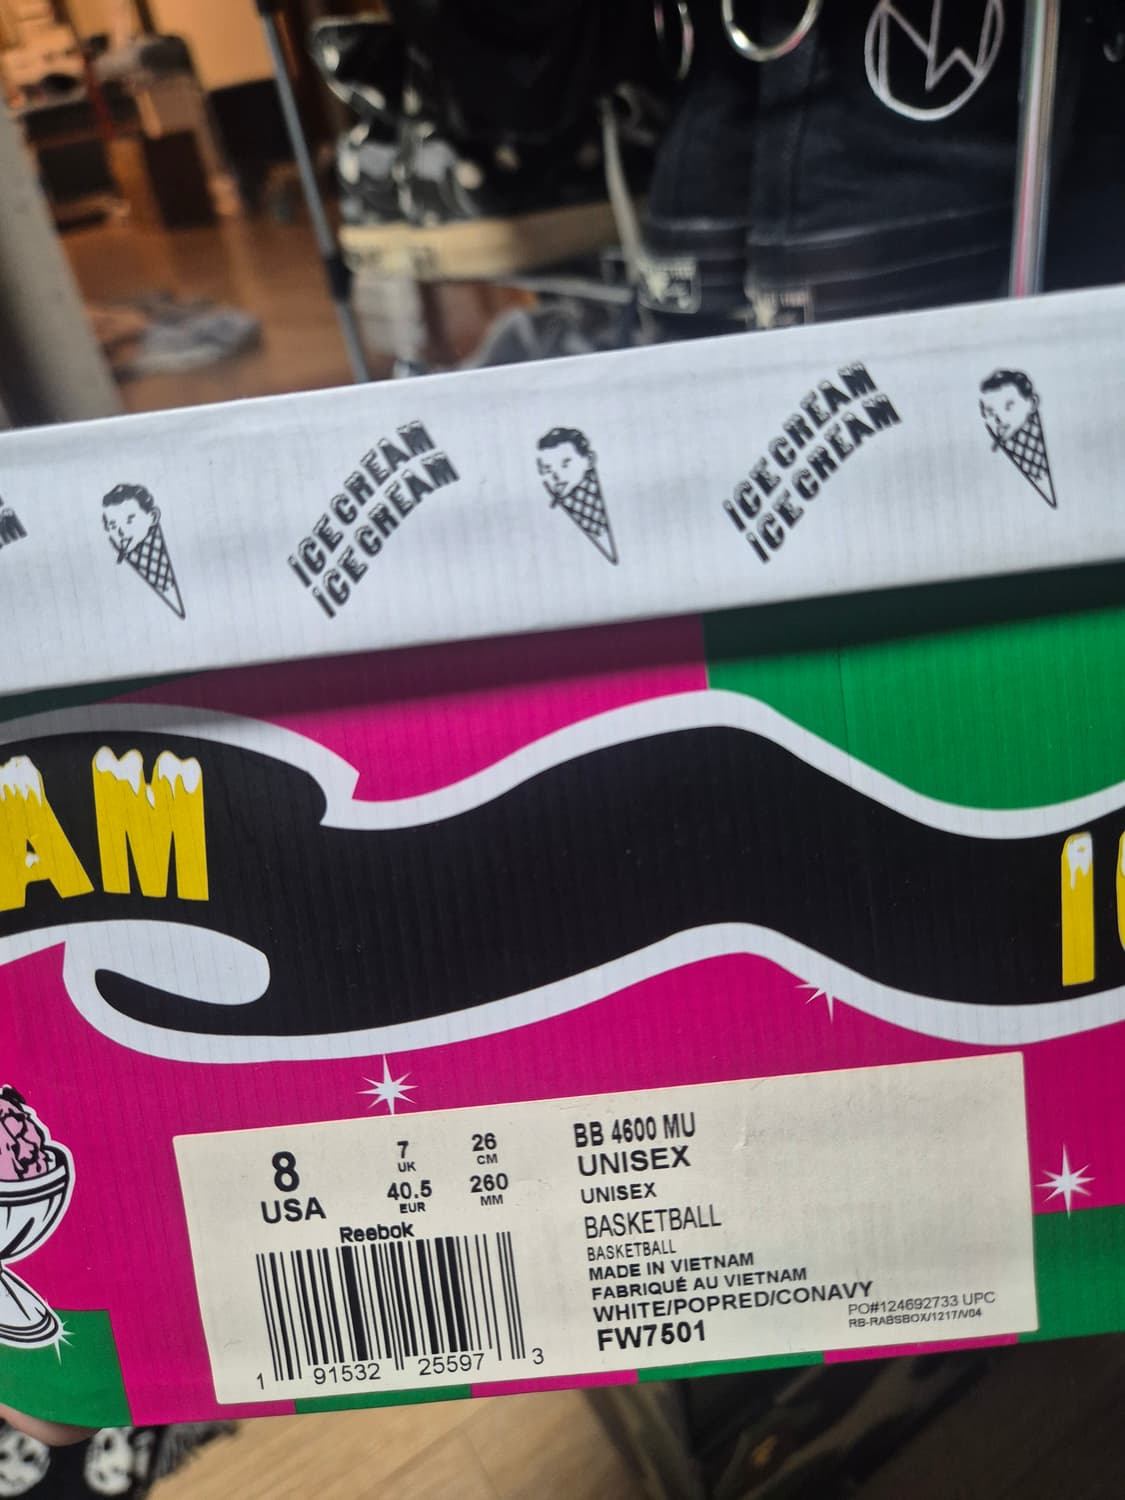 ICE CREAM
ICE CREAM
ICE CREAM
ICE CREAM
AM
8
USA
7
UK
40.5
EUR
26
CM
260
MM
Reebok
1 91532 25597 3
BB 4600 MU
UNISEX
UNISEX
BASKETBALL
BASKETBALL
MADE IN VIETNAM
FABRIQUÉ AU VIETNAM
WHITE/POPRED/CONAVY
FW7501
PO#124692733 UPC
RB-RABSBOX/1217/V04